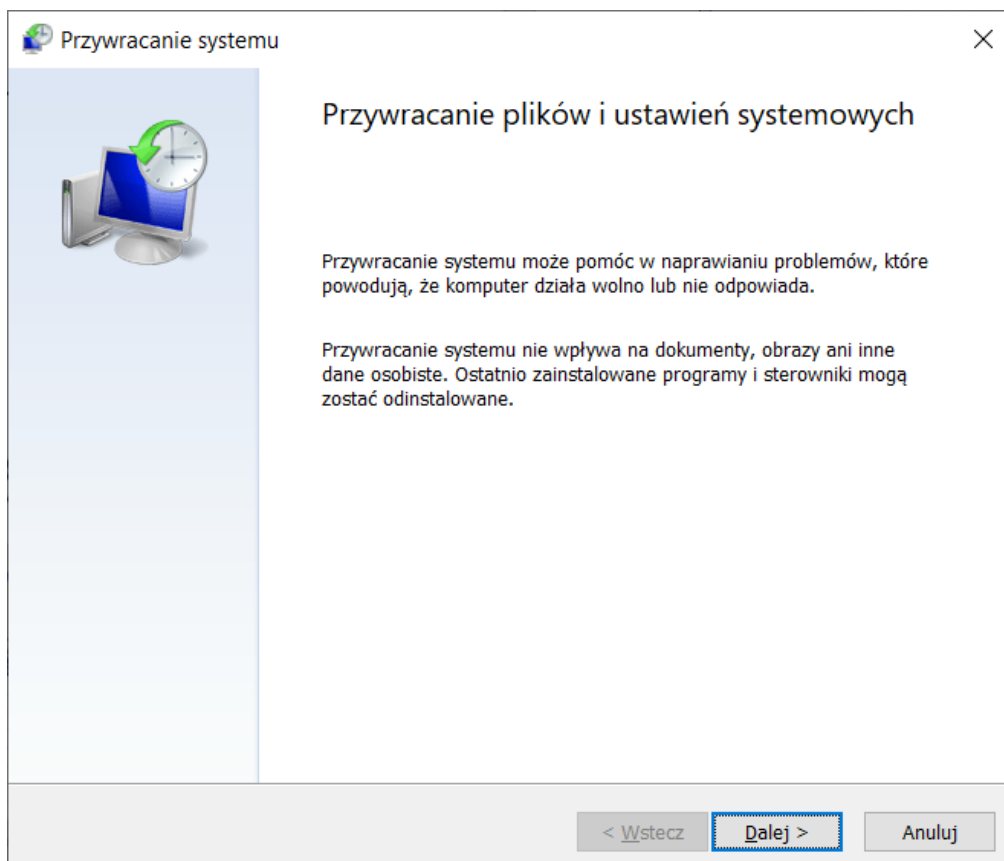 Przywracanie systemu
Przywracanie plików i ustawień systemowych
Przywracanie systemu może pomóc w naprawianiu problemów, które
powodują, że komputer działa wolno lub nie odpowiada.
Przywracanie systemu nie wpływa na dokumenty, obrazy ani inne
dane osobiste. Ostatnio zainstalowane programy i sterowniki mogą
zostać odinstalowane.
< Wstecz Dalej > Anuluj